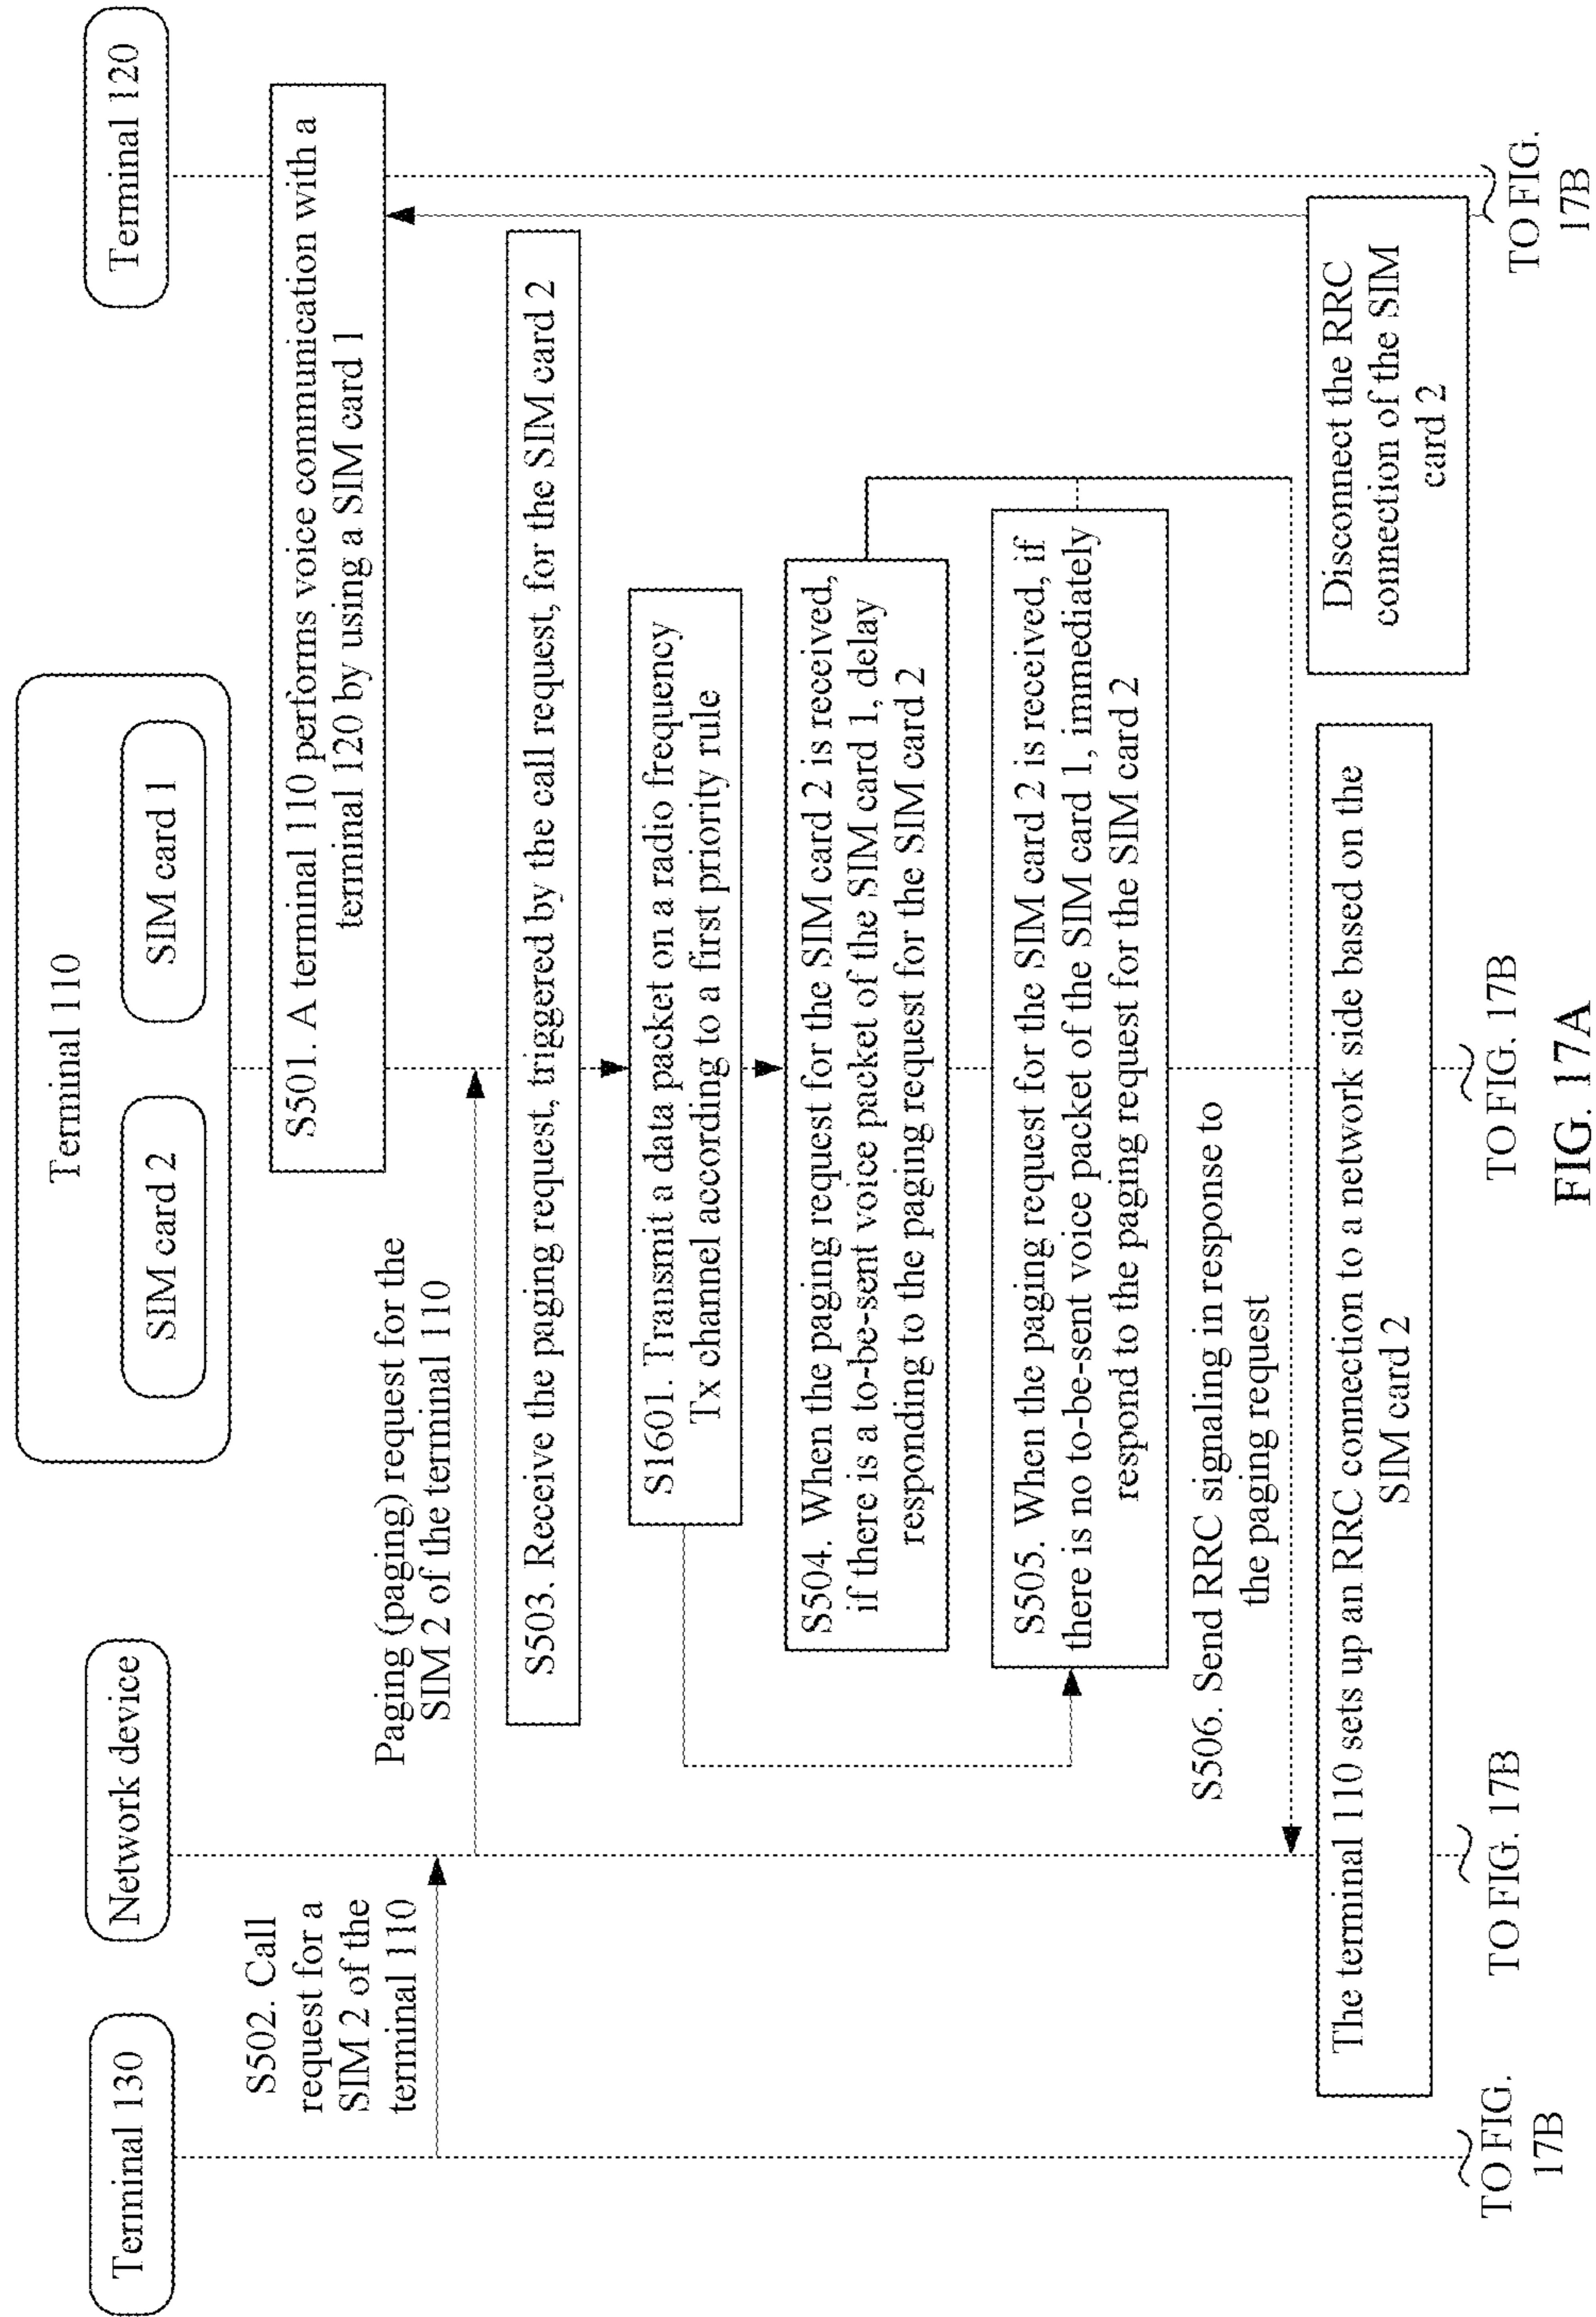 Terminal 130
Network device
Terminal 110
SIM card 2
SIM card 1
Terminal 120
S501. A terminal 110 performs voice communication with a
terminal 120 by using a SIM card 1
S502. Call
request for a
SIM 2 of the
terminal 110
Paging (paging) request for the
SIM 2 of the terminal 110
S503. Receive the paging request, triggered by the call request, for the SIM card 2
S1601. Transmit a data packet on a radio frequency
Tx channel according to a first priority rule
S504. When the paging request for the SIM card 2 is received,
if there is a to-be-sent voice packet of the SIM card 1, delay
responding to the paging request for the SIM card 2
S505. When the paging request for the SIM card 2 is received, if
there is no to-be-sent voice packet of the SIM card 1, immediately
respond to the paging request for the SIM card 2
S506. Send RRC signaling in response to
the paging request
The terminal 110 sets up an RRC connection to a network side based on the
SIM card 2
Disconnect the RRC
connection of the SIM
card 2
TO FIG.
17B
TO FIG. 17B
TO FIG. 17B
TO FIG.
17B
FIG. 17A